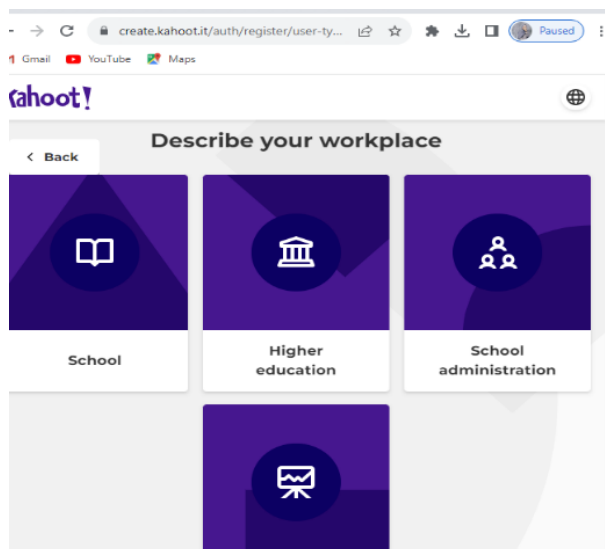 create.kahoot.it/auth/register/user-ty... Paused
Gmail YouTube Maps
Kahoot!
Describe your workplace
< Back
School
Higher
education
School
administration